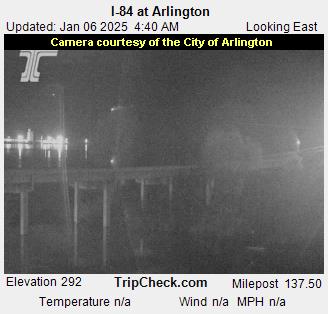 I-84 at Arlington
Updated: Jan 06 2025 4:40 AM Looking East
Camera courtesy of the City of Arlington
Elevation 292 TripCheck.com Milepost 137.50
Temperature n/a Wind n/a MPH n/a